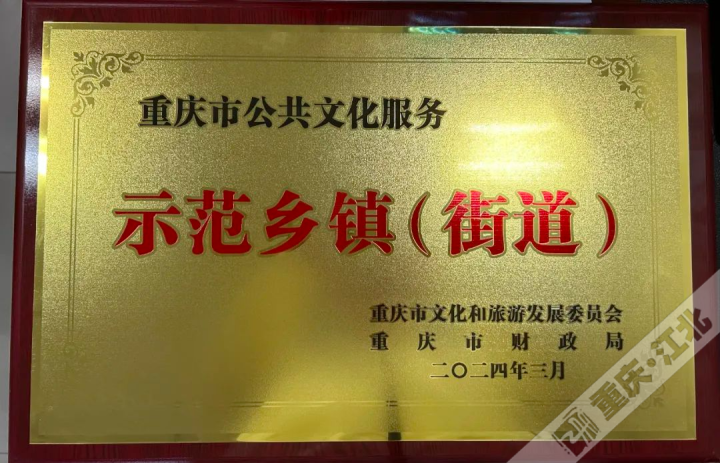 重庆市公共文化服务
示范乡镇（街道）
重庆市文化和旅游发展委员会
重庆市财政局
二〇二四年三月
重庆·江北